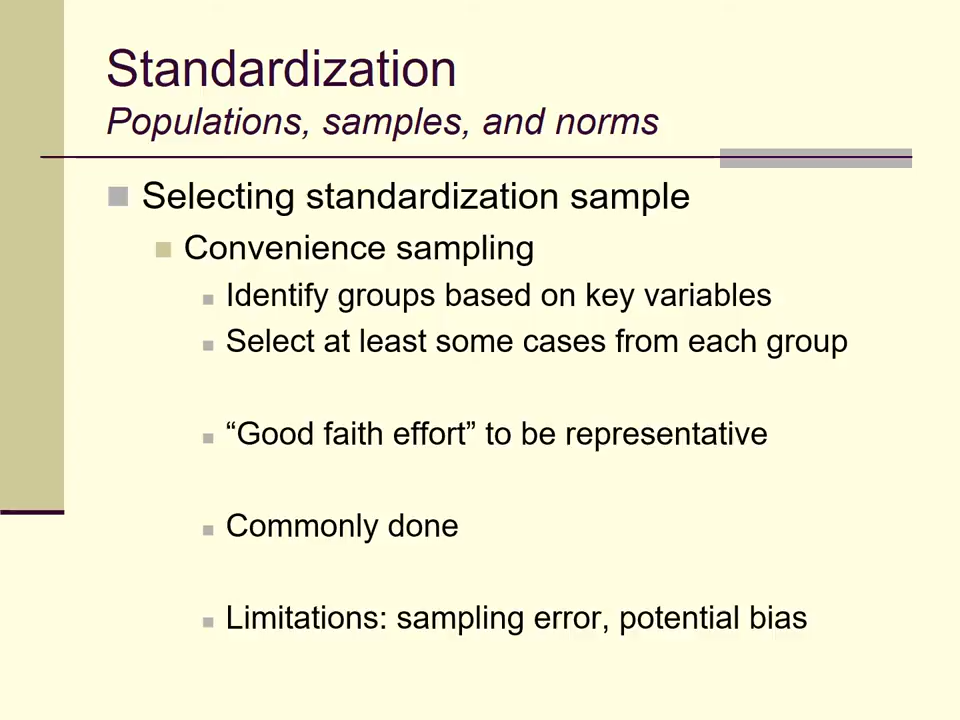 Standardization
Populations, samples, and norms
Selecting standardization sample
Convenience sampling
Identify groups based on key variables
Select at least some cases from each group
“Good faith effort” to be representative
Commonly done
Limitations: sampling error, potential bias